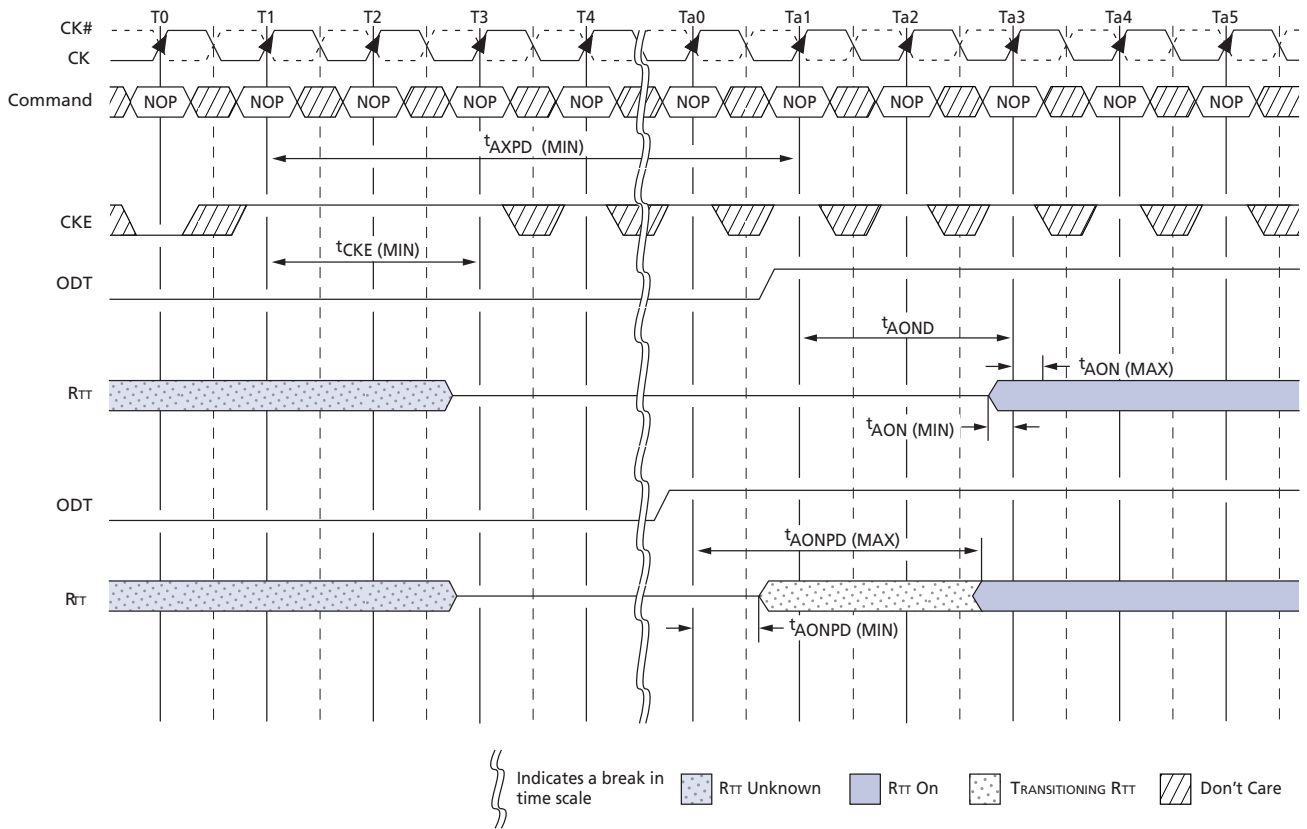 T0 T1 T2 T3 T4 Ta0 Ta1 Ta2 Ta3 Ta4 Ta5
CK#
CK
Command NOP NOP NOP NOP NOP NOP NOP NOP NOP NOP NOP
tAXPD (MIN)
CKE
tCKE (MIN)
ODT
tAOND
tAON (MAX)
RTT
tAON (MIN)
ODT
tAONPD (MAX)
RTT
tAONPD (MIN)
Indicates a break in
time scale
RTT Unknown
RTT On
TRANSITIONING RTT
Don't Care